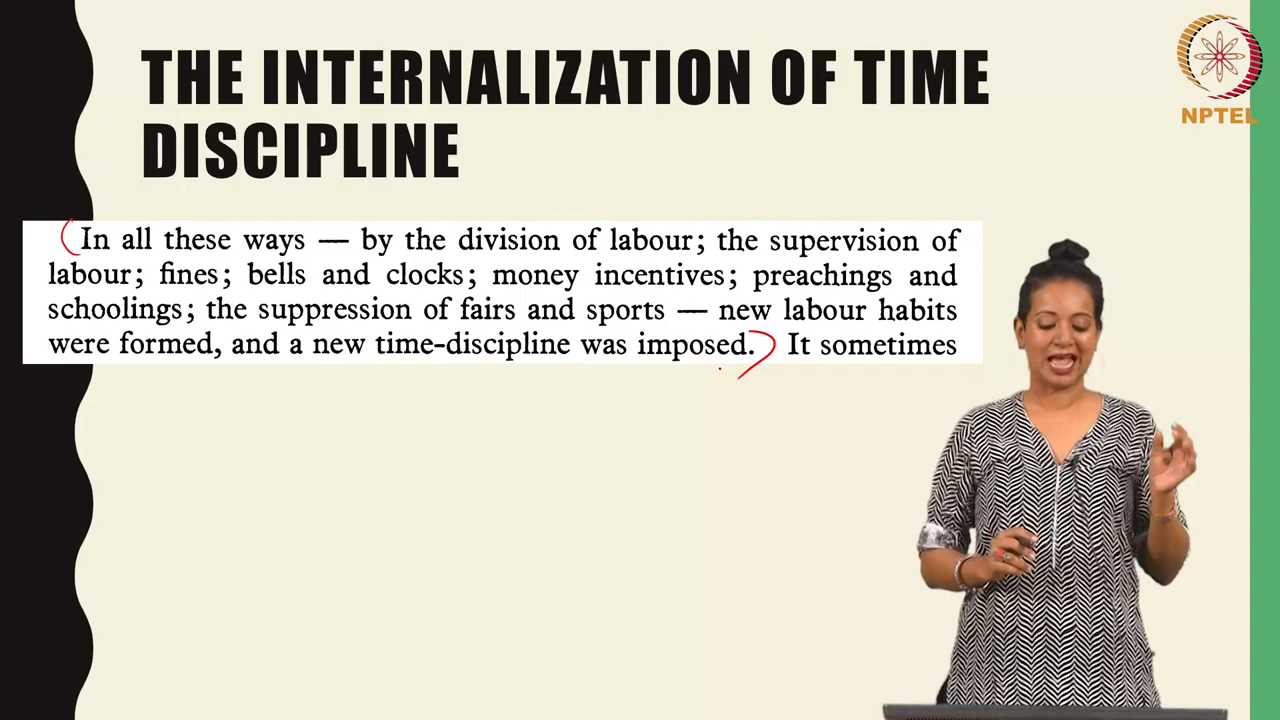 THE INTERNALIZATION OF TIME
DISCIPLINE
NPTEL
In all these ways — by the division of labour; the supervision of
labour; fines; bells and clocks; money incentives; preachings and
schoolings; the suppression of fairs and sports — new labour habits
were formed, and a new time-discipline was imposed. It sometimes